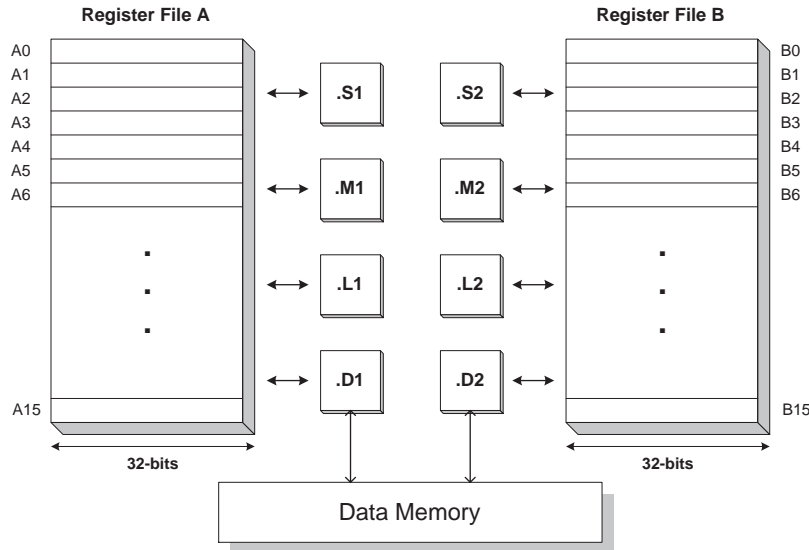 Register File A
Register File B
A0
A1
A2
A3
A4
A5
A6
A15
.S1
.S2
.M1
.M2
.L1
.L2
.D1
.D2
B0
B1
B2
B3
B4
B5
B6
B15
32-bits
32-bits
Data Memory